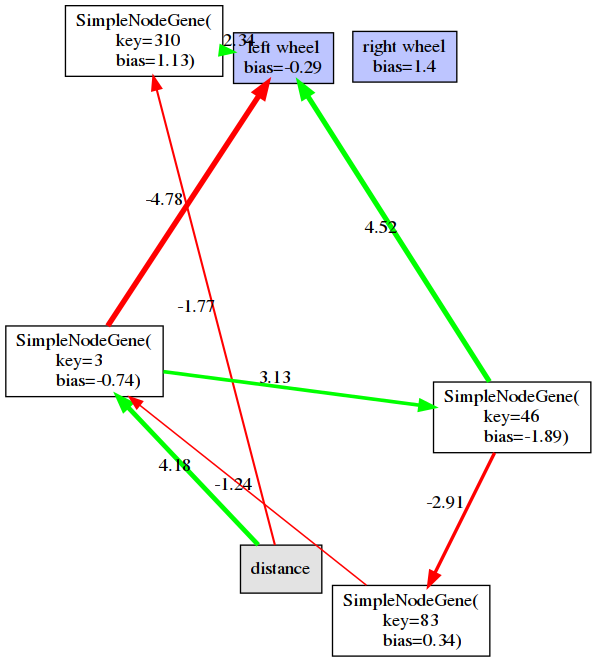 SimpleNodeGene(
key=310
bias=1.13)
2.34
left wheel
bias=-0.29
right wheel
bias=1.4
-4.78
4.52
-1.77
SimpleNodeGene(
key=3
bias=-0.74)
3.13
SimpleNodeGene(
key=46
bias=-1.89)
4.18
-1.24
-2.91
distance
SimpleNodeGene(
key=83
bias=0.34)